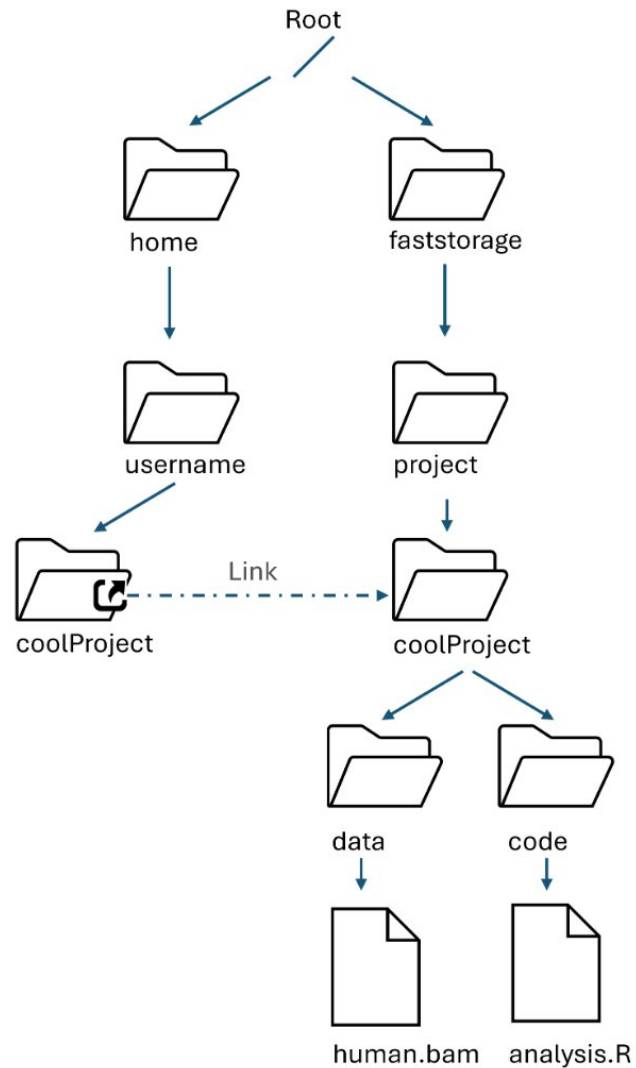 Root
home
faststorage
username
project
Link
coolProject
coolProject
data
code
human.bam
analysis.R